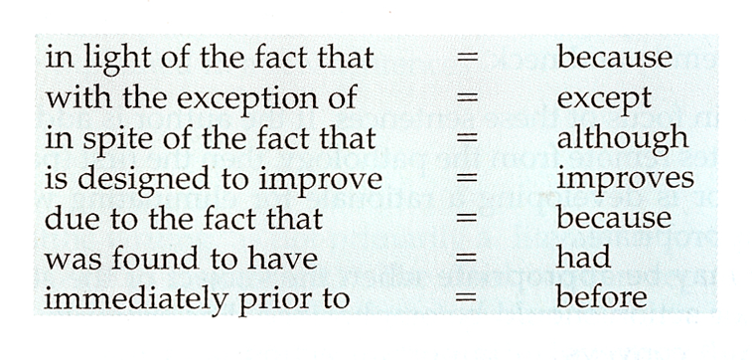 in light of the fact that = because
with the exception of = except
in spite of the fact that = although
is designed to improve = improves
due to the fact that = because
was found to have = had
immediately prior to = before